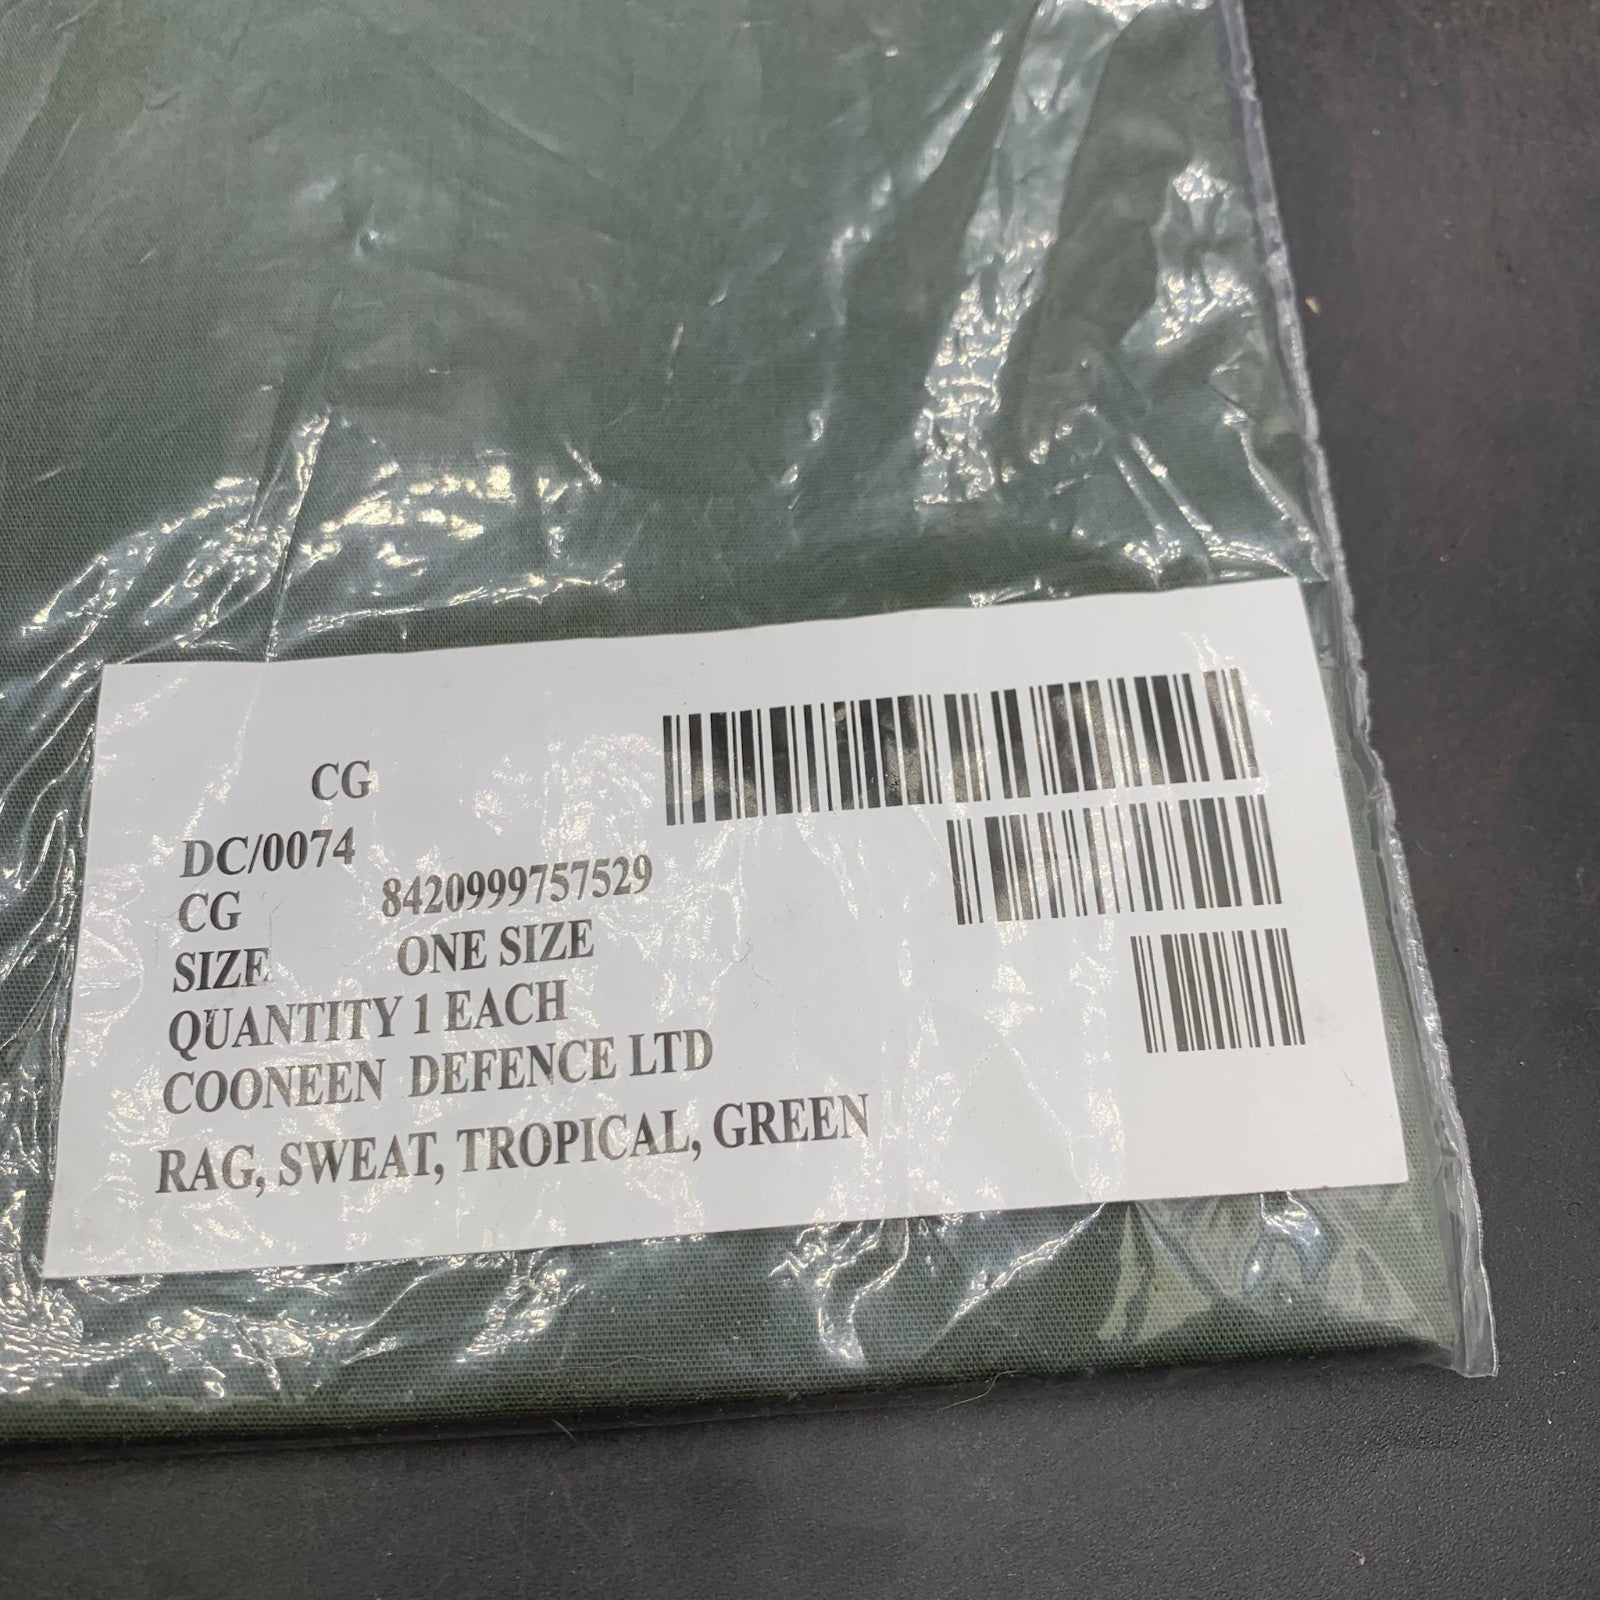 CG
DC/0074
CG 8420999757529
SIZE ONE SIZE
QUANTITY 1 EACH
COONEEN DEFENCE LTD
RAG, SWEAT, TROPICAL, GREEN